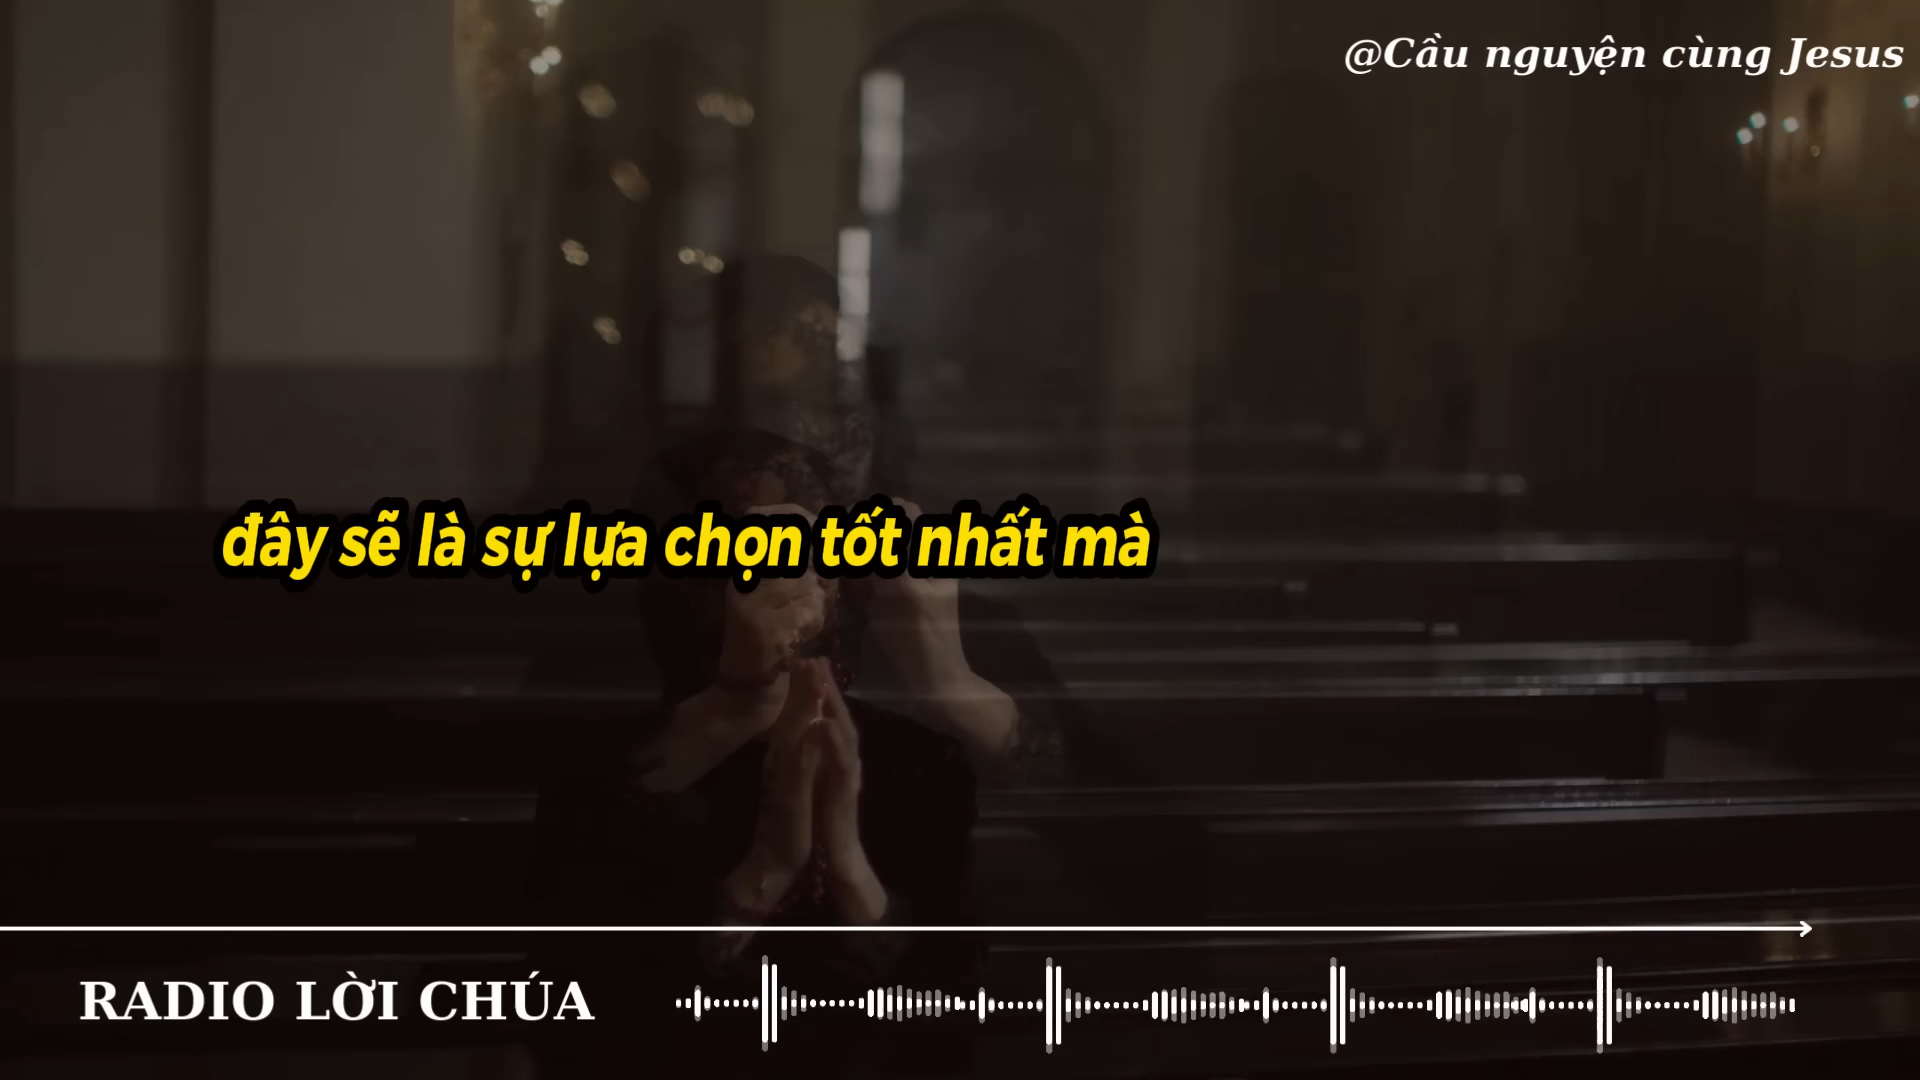 @Cầu nguyện cùng Jesus
đây sẽ là sự lựa chọn tốt nhất mà
RADIO LỜI CHÚA